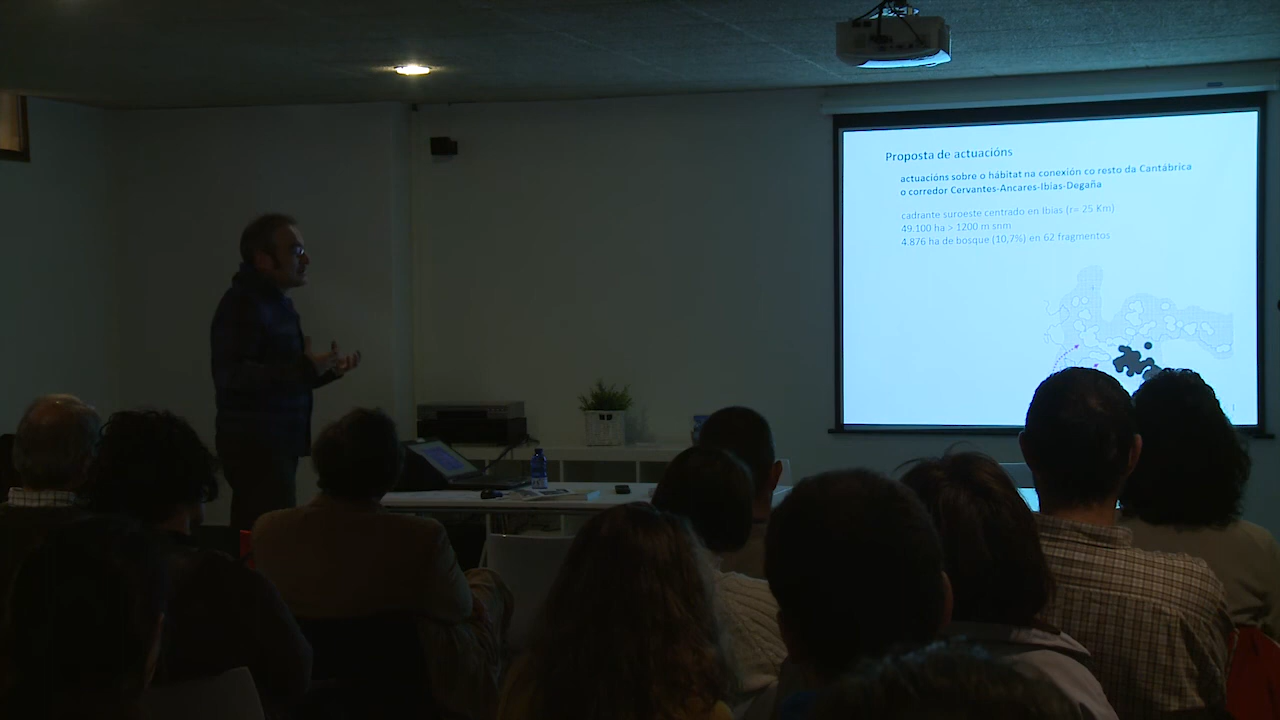 Proposta de actuacións
actuacións sobre o hábitat na conexión co resto da Cantábrica
o corredor Cervantes-Ancares-Ibias-Degaña
cadrante suroeste centrado en Ibias (r= 25 Km)
49.100 ha > 1200 m snm
4.876 ha de bosque (10,7%) en 62 fragmentos